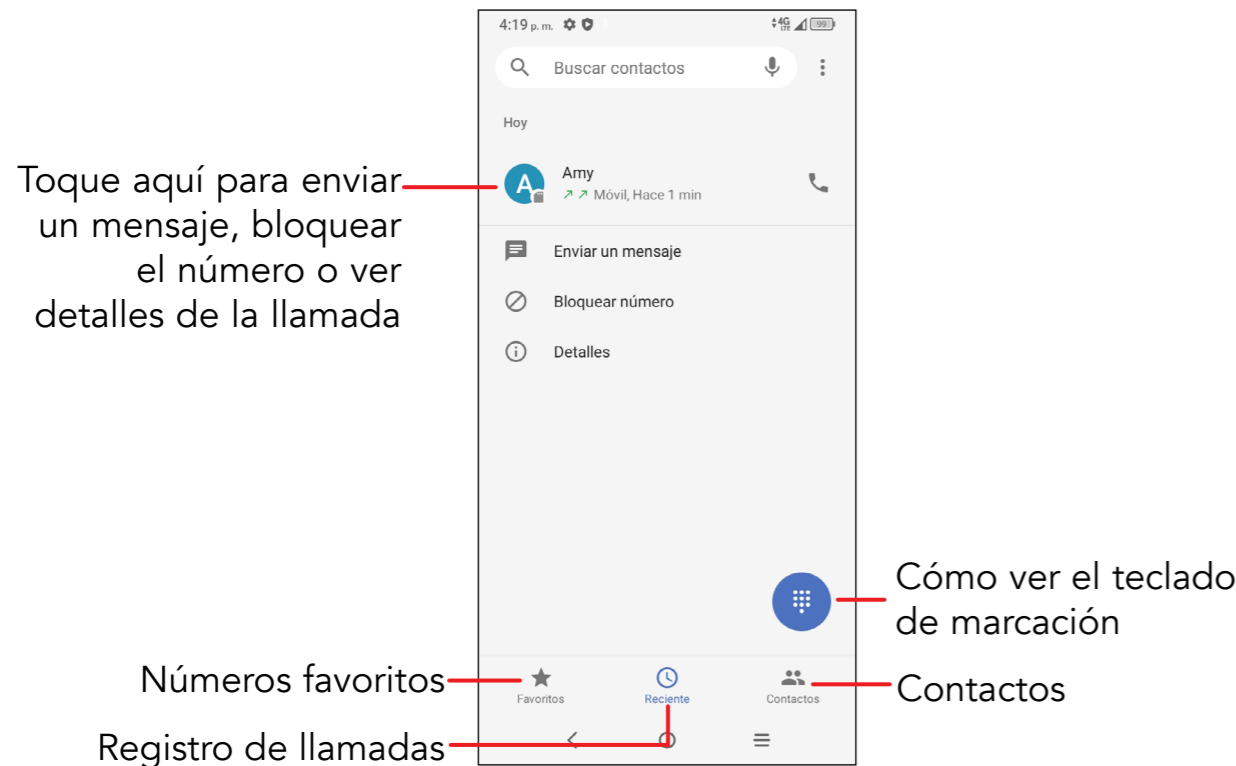 4:19 p. m. 4G LTE 99
Buscar contactos
Hoy
Toque aquí para enviar
un mensaje, bloquear
el número o ver
detalles de la llamada
A
Amy
Móvil, Hace 1 min
Enviar un mensaje
Bloquear número
Detalles
Cómo ver el teclado
de marcación
Números favoritos
Favoritos Reciente Contactos
Contactos
Registro de llamadas